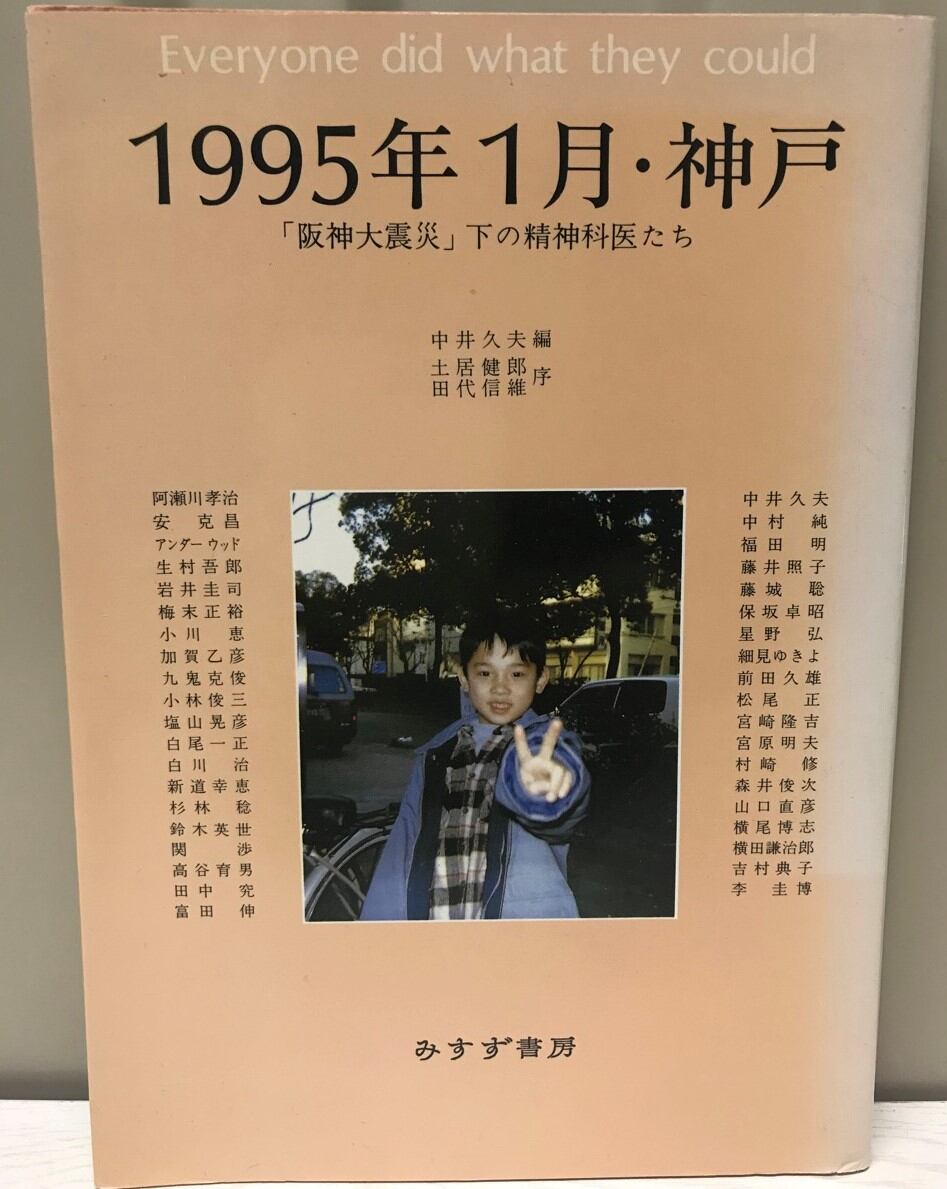 Everyone did what they could
1995年1月・神戸
「阪神大震災」下の精神科医たち
中井久夫編
土居健郎
田代信維
序
阿瀬川孝治
安克昌
アンダーウッド
生村吾郎
岩井圭司
梅末正裕
小川恵
加賀乙彦
九鬼克俊
小林俊三
塩山晃彦
白尾一正
白川治
新道幸恵
杉林稔
鈴木英世
関渉
高谷育男
田中究
富田伸
中井久夫
中村純
福田明
藤井照子
藤城聡
保坂卓昭
星野弘
細見ゆきよ
前田久雄
松尾正
宮崎隆吉
宮原明夫
村崎修
森井俊次
山口直彦
横尾博志
横田謙治郎
吉村典子
李圭博
みすず書房